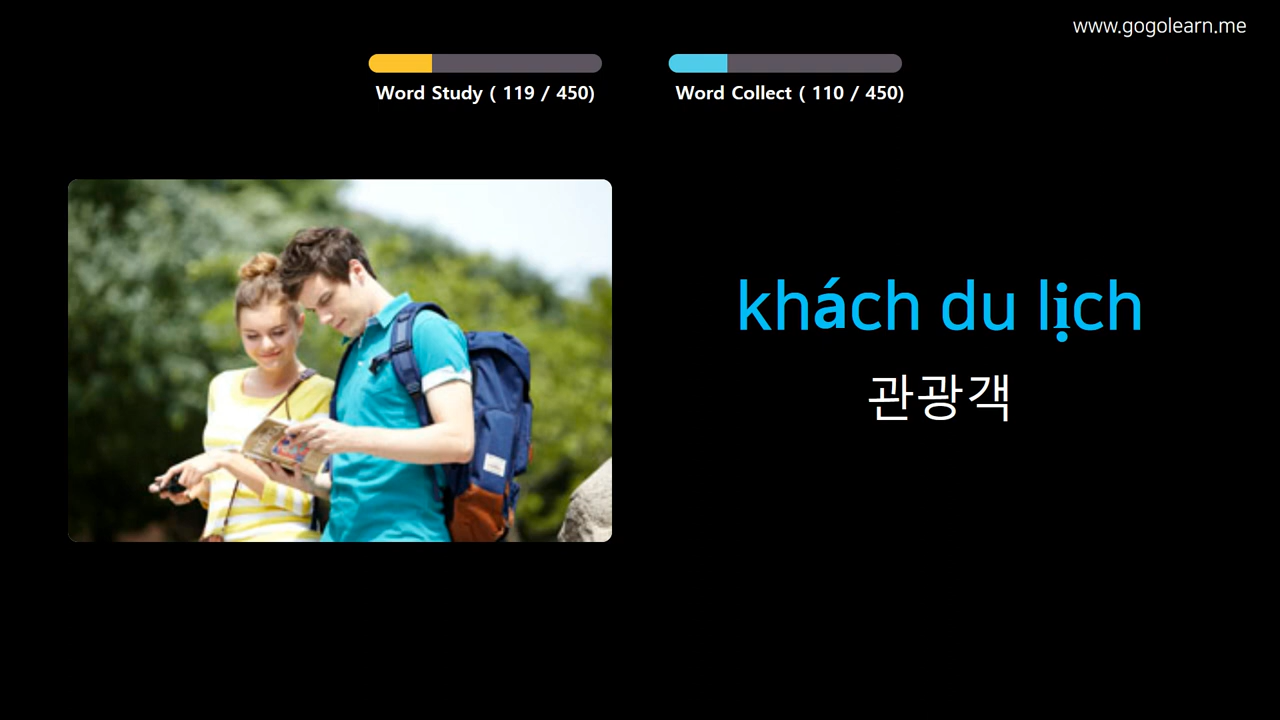 www.gogolearn.me
Word Study ( 119 / 450)
Word Collect ( 110 / 450)
khách du lịch
관광객